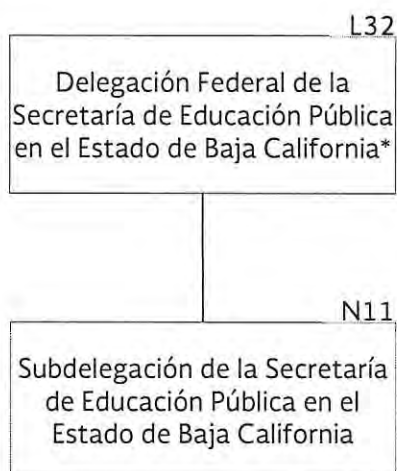 L32
Delegación Federal de la
Secretaría de Educación Pública
en el Estado de Baja California*
N11
Subdelegación de la Secretaría
de Educación Pública en el
Estado de Baja California